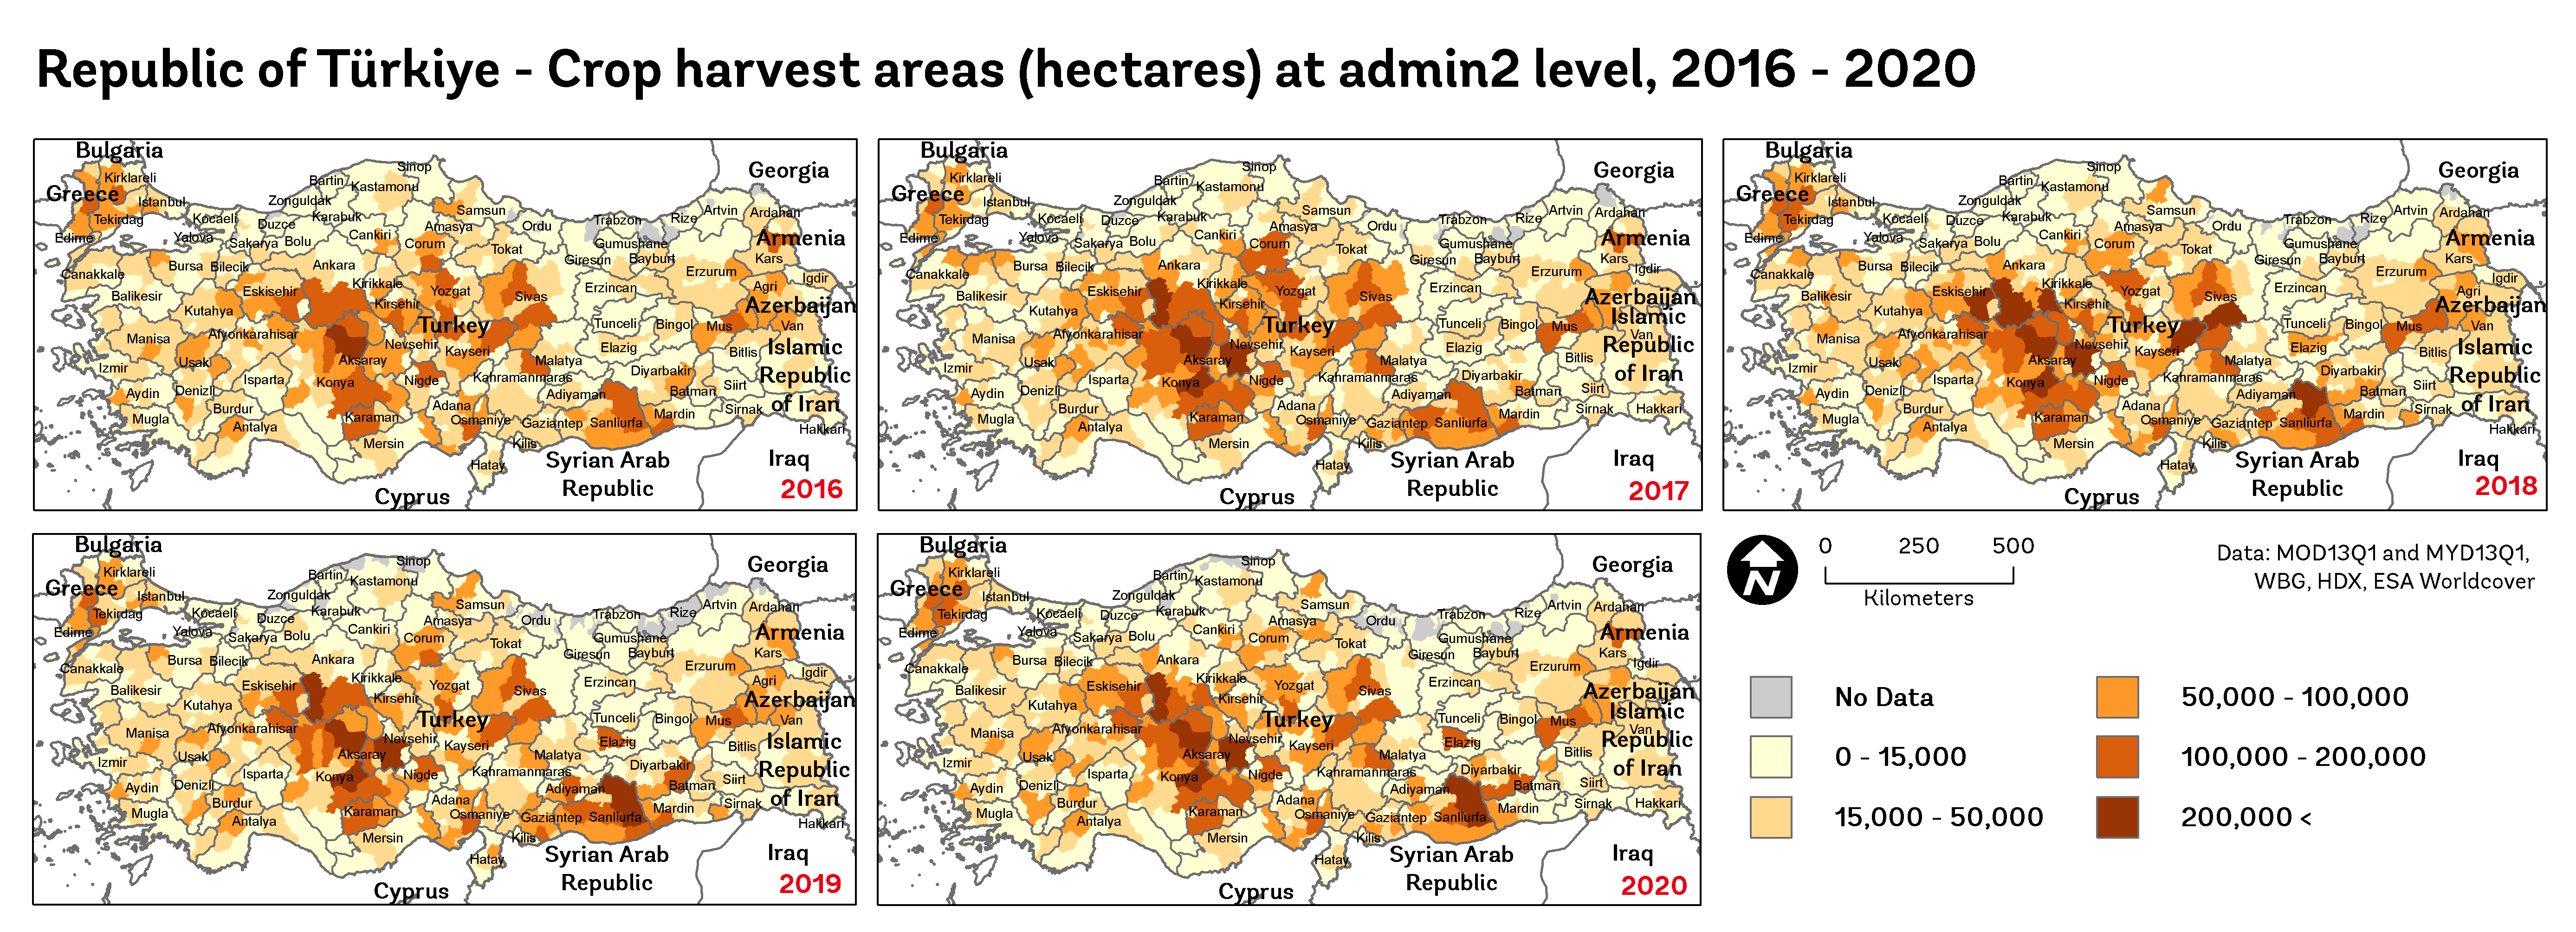 Republic of Türkiye - Crop harvest areas (hectares) at admin2 level, 2016 - 2020
Bulgaria
Sinop
Georgia
Kirklareli
Bartin
Kastamonu
Greece
Istanbul
Zonguldak
Samsun
Artvin
Ardahan
Tekirdag
Kocaeli
Duzce
Karabuk
Trabzon
Rize
Edirne
Yalova
Sakarya
Bolu
Cankiri
Corum
Amasya
Ordu
Gumushane
Armenia
Canakkale
Bursa
Bilecik
Ankara
Tokat
Giresun
Bayburt
Erzurum
Kars
Igdir
Balikesir
Eskisehir
Kirikkale
Yozgat
Sivas
Erzincan
Agri
Kutahya
Kirsehir
Azerbaijan
Manisa
Afyonkarahisar
Turkey
Tunceli
Bingol
Mus
Van
Izmir
Usak
Aksaray
Nevsehir
Kayseri
Malatya
Elazig
Bitlis
Islamic
Republic
of Iran
Aydin
Denizli
Isparta
Konya
Nigde
Kahramanmaras
Diyarbakir
Batman
Siirt
Mugla
Burdur
Antalya
Karaman
Adana
Osmaniye
Adiyaman
Gaziantep
Sanliurfa
Mardin
Sirnak
Hakkari
Mersin
Kilis
Hatay
Syrian Arab
Republic
Iraq
Cyprus
2016
Bulgaria
Sinop
Georgia
Kirklareli
Bartin
Kastamonu
Greece
Istanbul
Zonguldak
Samsun
Artvin
Ardahan
Tekirdag
Kocaeli
Duzce
Karabuk
Trabzon
Rize
Edirne
Yalova
Sakarya
Bolu
Cankiri
Corum
Amasya
Ordu
Gumushane
Armenia
Canakkale
Bursa
Bilecik
Ankara
Tokat
Giresun
Bayburt
Erzurum
Kars
Igdir
Balikesir
Eskisehir
Kirikkale
Yozgat
Sivas
Erzincan
Azerbaijan
Kutahya
Kirsehir
Islamic
Manisa
Afyonkarahisar
Turkey
Tunceli
Bingol
Mus
Van
Izmir
Usak
Aksaray
Nevsehir
Kayseri
Malatya
Elazig
Bitlis
Republic
of Iran
Aydin
Denizli
Isparta
Konya
Nigde
Kahramanmaras
Diyarbakir
Batman
Siirt
Mugla
Burdur
Antalya
Karaman
Adana
Osmaniye
Adiyaman
Gaziantep
Sanliurfa
Mardin
Sirnak
Hakkari
Mersin
Kilis
Hatay
Syrian Arab
Republic
Iraq
Cyprus
2017
Bulgaria
Sinop
Georgia
Kirklareli
Bartin
Kastamonu
Greece
Istanbul
Zonguldak
Samsun
Artvin
Ardahan
Tekirdag
Kocaeli
Duzce
Karabuk
Trabzon
Rize
Edirne
Yalova
Sakarya
Bolu
Cankiri
Corum
Amasya
Ordu
Gumushane
Armenia
Canakkale
Bursa
Bilecik
Ankara
Tokat
Giresun
Bayburt
Erzurum
Kars
Igdir
Balikesir
Eskisehir
Kirikkale
Yozgat
Sivas
Erzincan
Agri
Kutahya
Kirsehir
Azerbaijan
Manisa
Afyonkarahisar
Turkey
Tunceli
Bingol
Mus
Van
Izmir
Usak
Aksaray
Nevsehir
Kayseri
Malatya
Elazig
Bitlis
Islamic
Republic
of Iran
Aydin
Denizli
Isparta
Konya
Nigde
Kahramanmaras
Diyarbakir
Batman
Siirt
Mugla
Burdur
Antalya
Karaman
Adana
Osmaniye
Adiyaman
Gaziantep
Sanliurfa
Mardin
Sirnak
Hakkari
Mersin
Kilis
Hatay
Syrian Arab
Republic
Iraq
Cyprus
2018
Bulgaria
Sinop
Georgia
Kirklareli
Bartin
Kastamonu
Greece
Istanbul
Zonguldak
Samsun
Artvin
Ardahan
Tekirdag
Kocaeli
Duzce
Karabuk
Trabzon
Rize
Edirne
Yalova
Sakarya
Bolu
Cankiri
Corum
Amasya
Ordu
Gumushane
Armenia
Canakkale
Bursa
Bilecik
Ankara
Tokat
Giresun
Bayburt
Erzurum
Kars
Igdir
Balikesir
Eskisehir
Kirikkale
Yozgat
Sivas
Erzincan
Agri
Kutahya
Kirsehir
Azerbaijan
Manisa
Afyonkarahisar
Turkey
Tunceli
Bingol
Mus
Van
Izmir
Usak
Aksaray
Nevsehir
Kayseri
Malatya
Elazig
Bitlis
Islamic
Republic
of Iran
Aydin
Denizli
Isparta
Konya
Nigde
Kahramanmaras
Diyarbakir
Batman
Siirt
Mugla
Burdur
Antalya
Karaman
Adana
Osmaniye
Adiyaman
Gaziantep
Sanliurfa
Mardin
Sirnak
Hakkari
Mersin
Kilis
Hatay
Syrian Arab
Republic
Iraq
Cyprus
2019
Bulgaria
Sinop
Georgia
Kirklareli
Bartin
Kastamonu
Greece
Istanbul
Zonguldak
Samsun
Artvin
Ardahan
Tekirdag
Kocaeli
Duzce
Karabuk
Trabzon
Rize
Edirne
Yalova
Sakarya
Bolu
Cankiri
Corum
Amasya
Ordu
Gumushane
Armenia
Canakkale
Bursa
Bilecik
Ankara
Tokat
Giresun
Bayburt
Erzurum
Kars
Igdir
Balikesir
Eskisehir
Kirikkale
Yozgat
Sivas
Erzincan
Azerbaijan
Kutahya
Kirsehir
Islamic
Manisa
Afyonkarahisar
Turkey
Tunceli
Bingol
Mus
Van
Izmir
Usak
Aksaray
Nevsehir
Kayseri
Malatya
Elazig
Bitlis
Republic
of Iran
Aydin
Denizli
Isparta
Konya
Nigde
Kahramanmaras
Diyarbakir
Batman
Siirt
Mugla
Burdur
Antalya
Karaman
Adana
Osmaniye
Adiyaman
Gaziantep
Sanliurfa
Mardin
Sirnak
Hakkari
Mersin
Kilis
Hatay
Syrian Arab
Republic
Iraq
Cyprus
2020
N
0 250 500
Kilometers
Data: MOD13Q1 and MYD13Q1,
WBG, HDX, ESA Worldcover
No Data
0 - 15,000
15,000 - 50,000
50,000 - 100,000
100,000 - 200,000
200,000 <